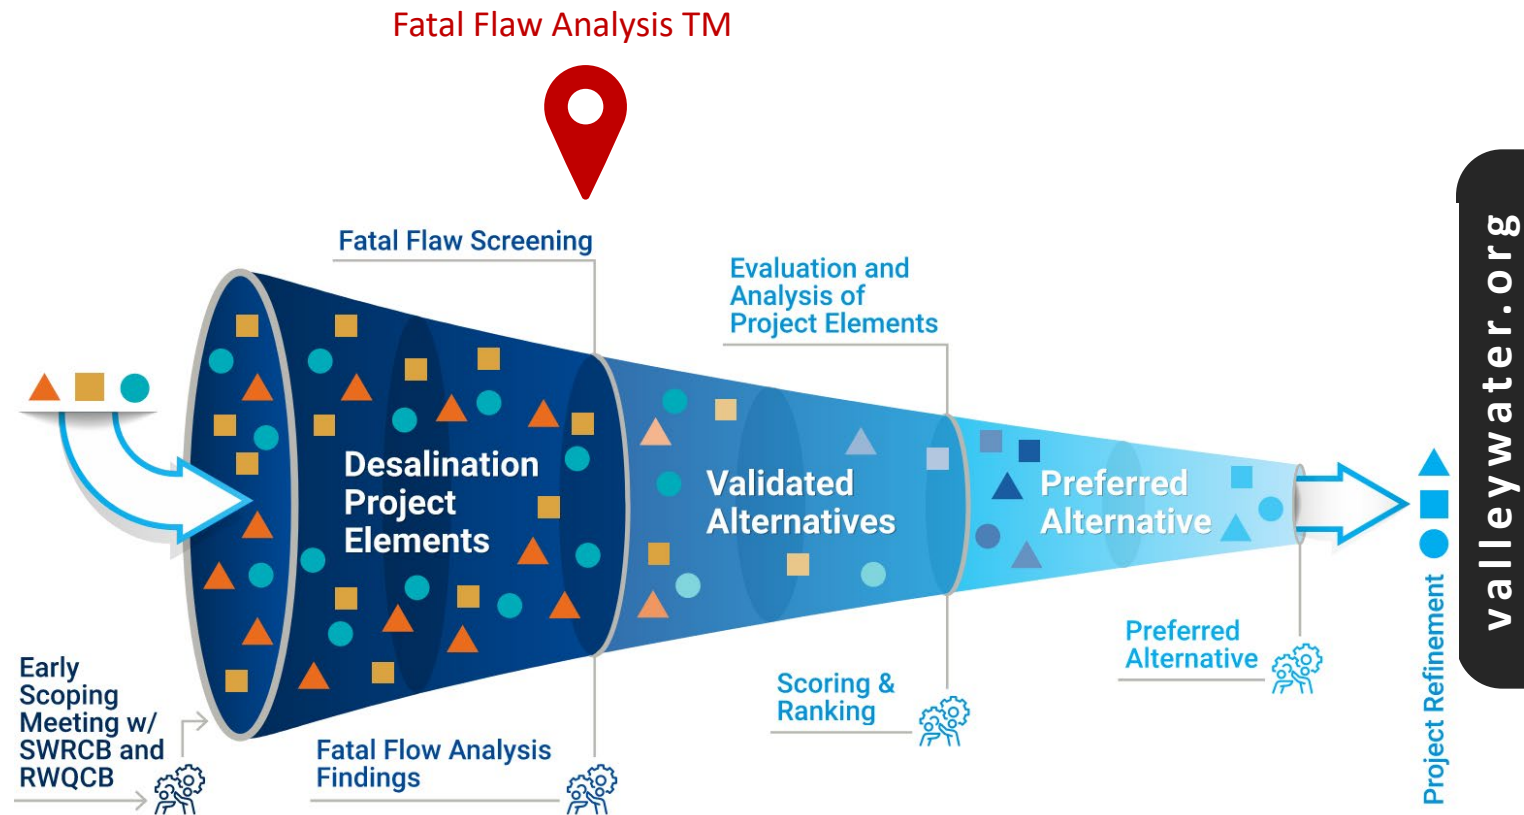 Fatal Flaw Analysis TM
Fatal Flaw Screening
Evaluation and
Analysis of
Project Elements
Desalination
Project
Elements
Validated
Alternatives
Preferred
Alternative
Early
Scoping
Meeting w/
SWRCB and
RWQCB
Fatal Flow Analysis
Findings
Scoring &
Ranking
Preferred
Alternative
Project Refinement
valleywater.org